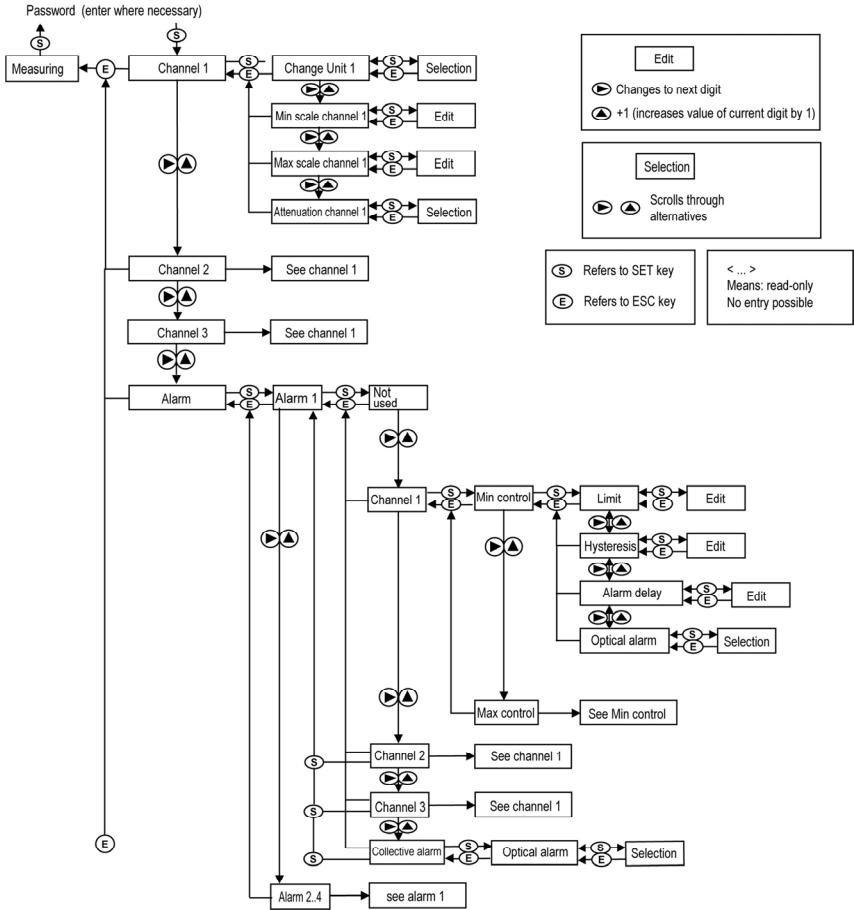 Password (enter where necessary)
S
S
Measuring
E
Channel 1
S
E
Change Unit 1
S
E
Selection
Min scale channel 1
S
E
Edit
Max scale channel 1
S
E
Edit
Attenuation channel 1
S
E
Selection
Channel 2
See channel 1
Channel 3
See channel 1
Alarm
S
E
Alarm 1
S
E
Not
used
Channel 1
S
E
Min control
S
E
Limit
S
E
Edit
Hysteresis
S
E
Edit
Alarm delay
S
E
Edit
Optical alarm
S
E
Selection
Max control
See Min control
S
Channel 2
See channel 1
S
Channel 3
See channel 1
E
S
Collective alarm
S
E
Optical alarm
S
E
Selection
Alarm 2..4
see alarm 1
Edit
Changes to next digit
+1 (increases value of current digit by 1)
Selection
Scrolls through
alternatives
S Refers to SET key
E Refers to ESC key
< ... >
Means: read-only
No entry possible